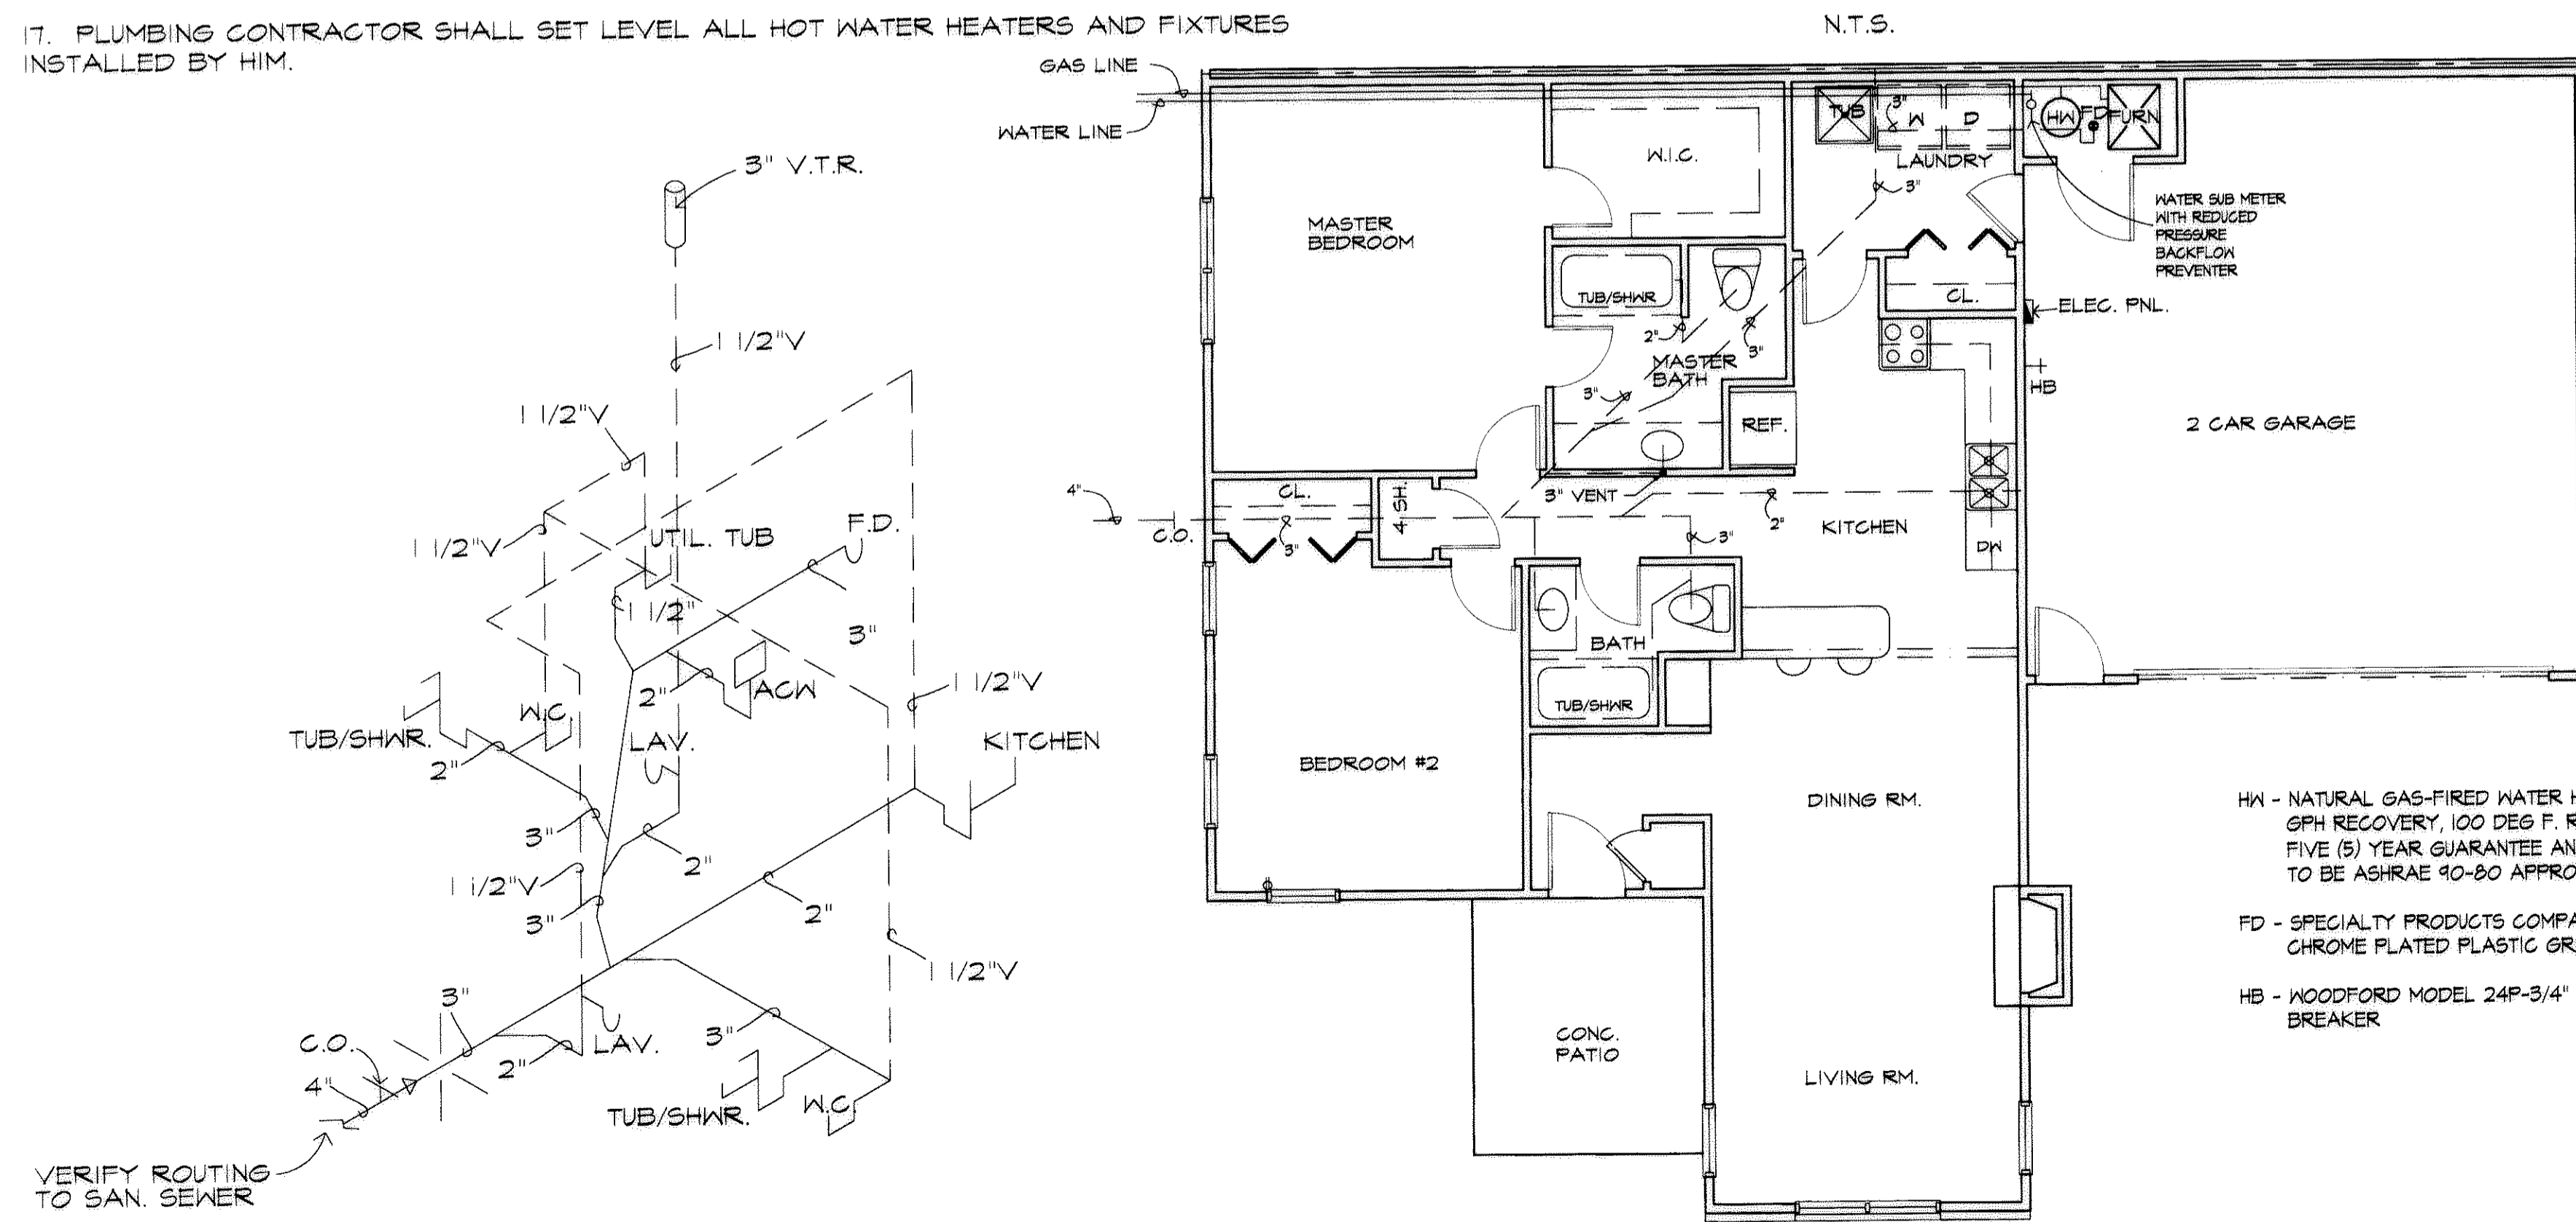 17. PLUMBING CONTRACTOR SHALL SET LEVEL ALL HOT WATER HEATERS AND FIXTURES
INSTALLED BY HIM.
N.T.S.
GAS LINE
WATER LINE
3" V.T.R.
1 1/2"V
1 1/2"V
1 1/2"V
UTIL. TUB
F.D.
1 1/2"
3"
2"
ACW
1 1/2"V
W.C.
TUB/SHWR.
2"
LAV.
KITCHEN
3"
2"
1 1/2"V
3"
2"
1 1/2"V
3"
C.O.
4"
2"
LAV.
3"
TUB/SHWR.
W.C.
VERIFY ROUTING
TO SAN. SEWER
TUB
3"
W
D
HW
FD
FURN
W.I.C.
LAUNDRY
3"
MASTER
BEDROOM
WATER SUB METER
WITH REDUCED
PRESSURE
BACKFLOW
PREVENTER
TUB/SHWR
CL.
ELEC. PNL.
2"
3"
MASTER
BATH
3"
HB
REF.
2 CAR GARAGE
4"
CL.
4 SH.
3" VENT
2"
KITCHEN
C.O.
3"
3"
DW
BATH
TUB/SHWR
BEDROOM #2
DINING RM.
HW - NATURAL GAS-FIRED WATER H
GPH RECOVERY, 100 DEG F. R
FIVE (5) YEAR GUARANTEE AN
TO BE ASHRAE 90-80 APPRO
FD - SPECIALTY PRODUCTS COMPA
CHROME PLATED PLASTIC GR
HB - WOODFORD MODEL 24P-3/4"
BREAKER
CONC.
PATIO
LIVING RM.